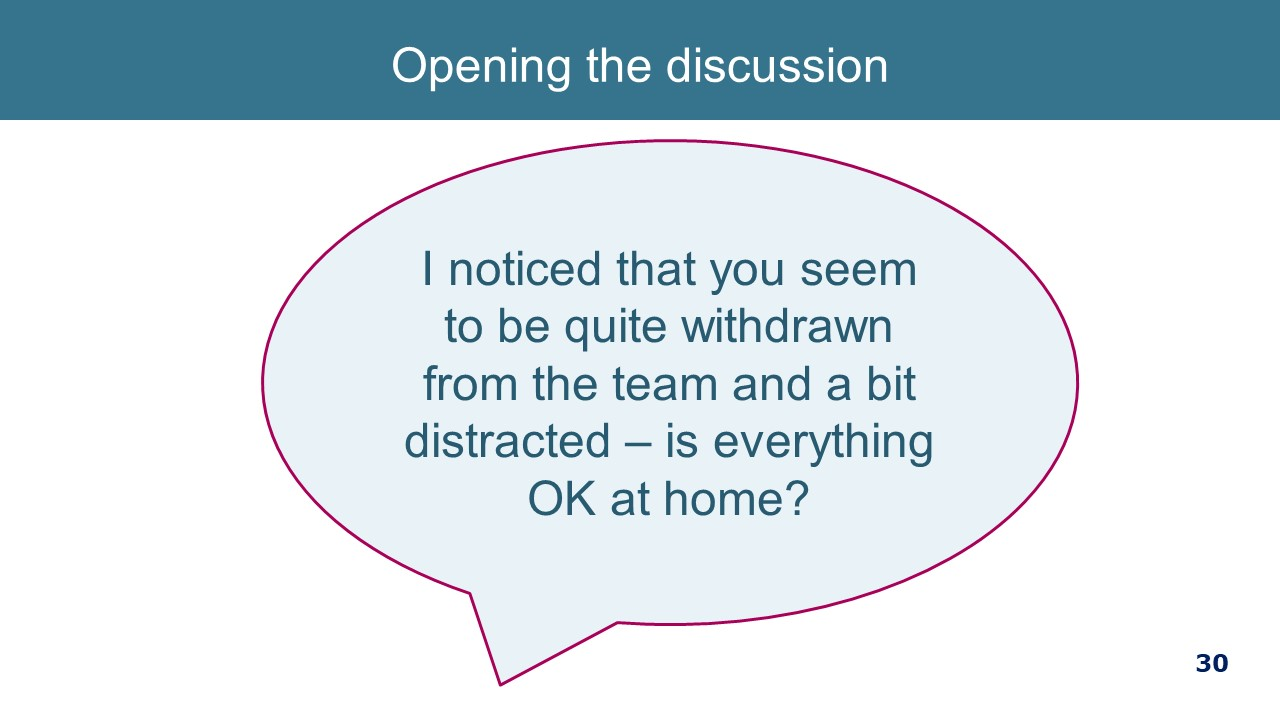 Opening the discussion
I noticed that you seem
to be quite withdrawn
from the team and a bit
distracted – is everything
OK at home?
30